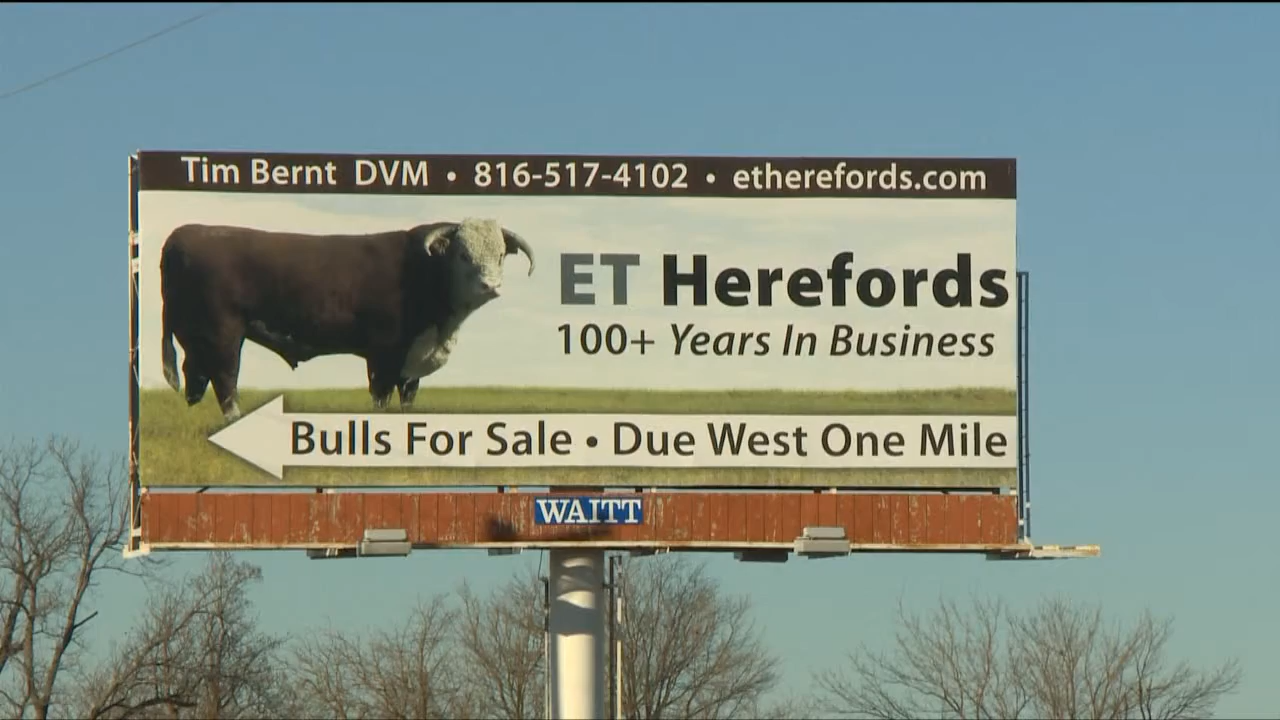 Tim Bernt DVM • 816-517-4102 • etherefords.com
ET Herefords
100+ Years In Business
Bulls For Sale • Due West One Mile
WAITT